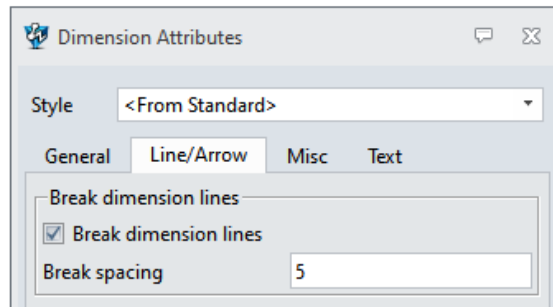 Dimension Attributes
Style <From Standard>
General Line/Arrow Misc Text
Break dimension lines
Break dimension lines
Break spacing 5